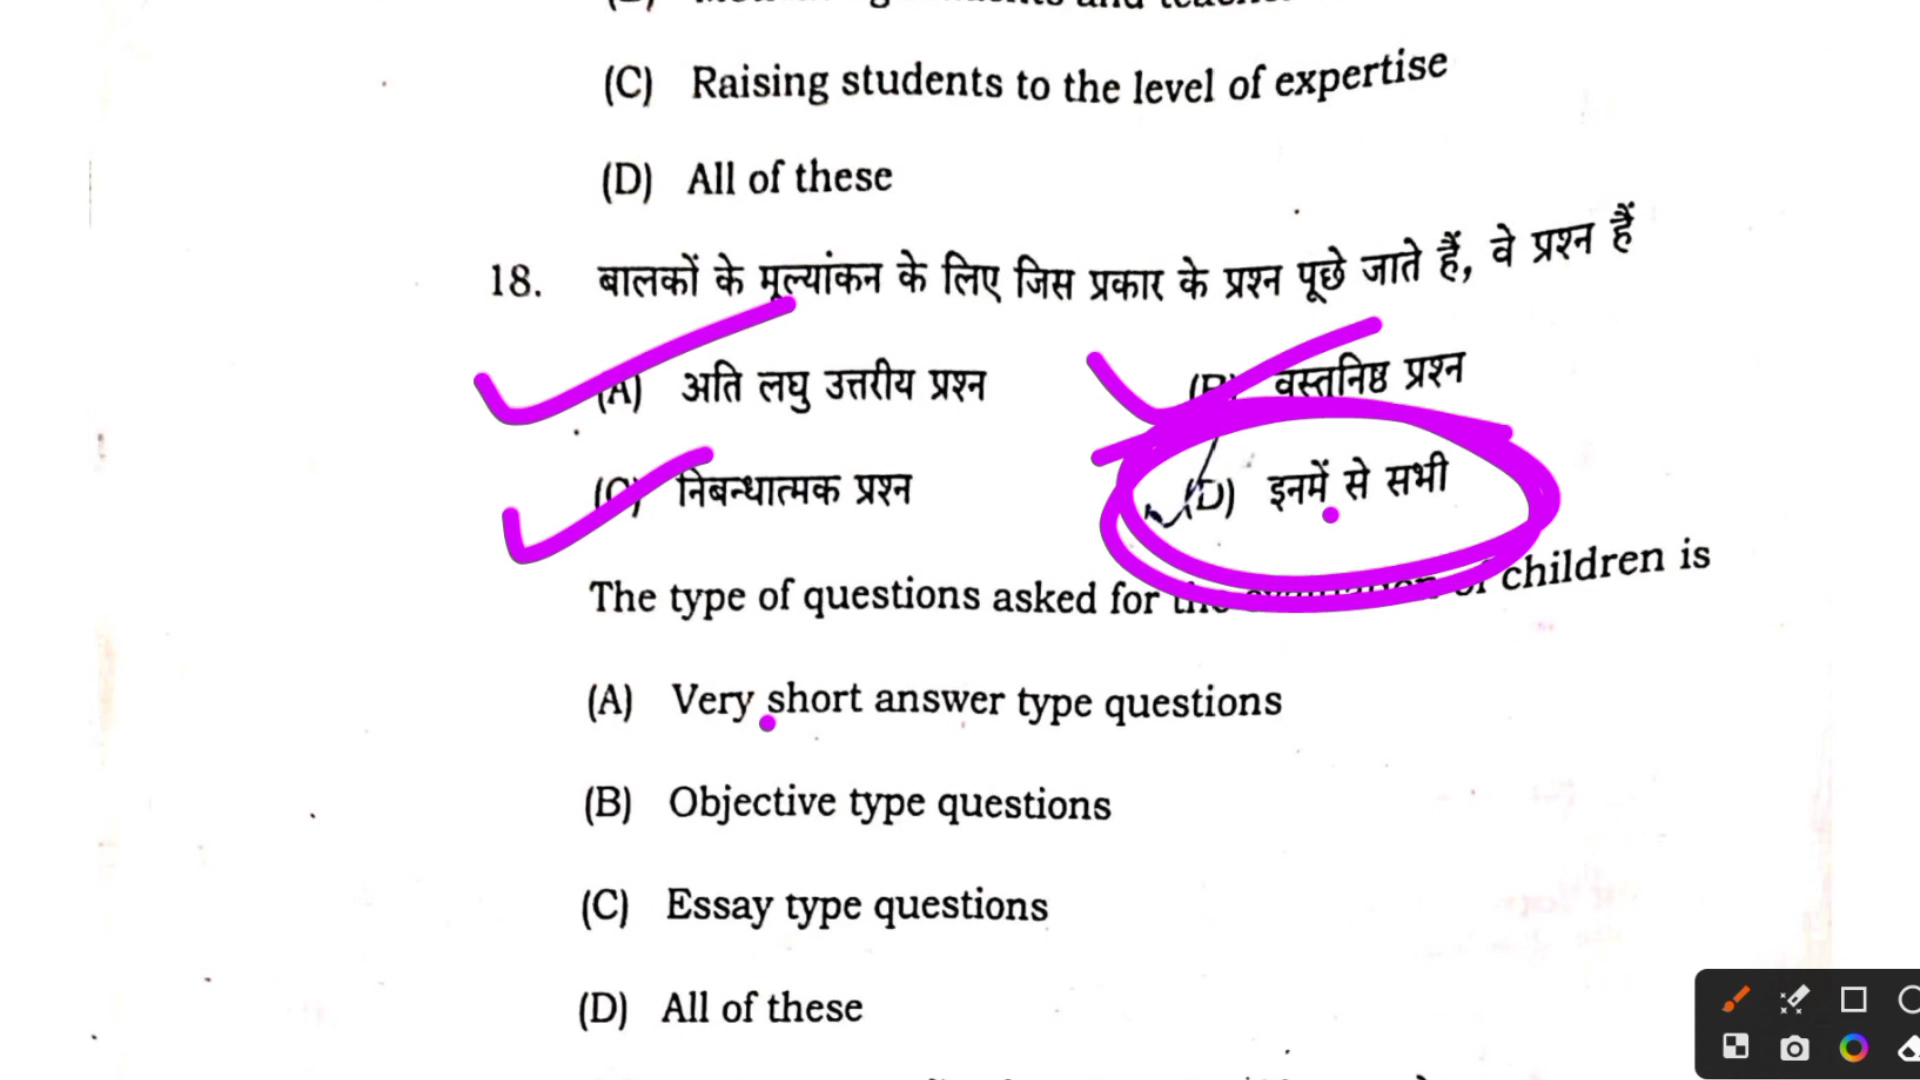 (C) Raising students to the level of expertise
(D) All of these
18. बालकों के मूल्यांकन के लिए जिस प्रकार के प्रश्न पूछे जाते हैं, वे प्रश्न हैं
(A) अति लघु उत्तरीय प्रश्न (B) वस्तुनिष्ठ प्रश्न
(C) निबन्धात्मक प्रश्न (D) इनमें से सभी
The type of questions asked for the of children is
(A) Very short answer type questions
(B) Objective type questions
(C) Essay type questions
(D) All of these